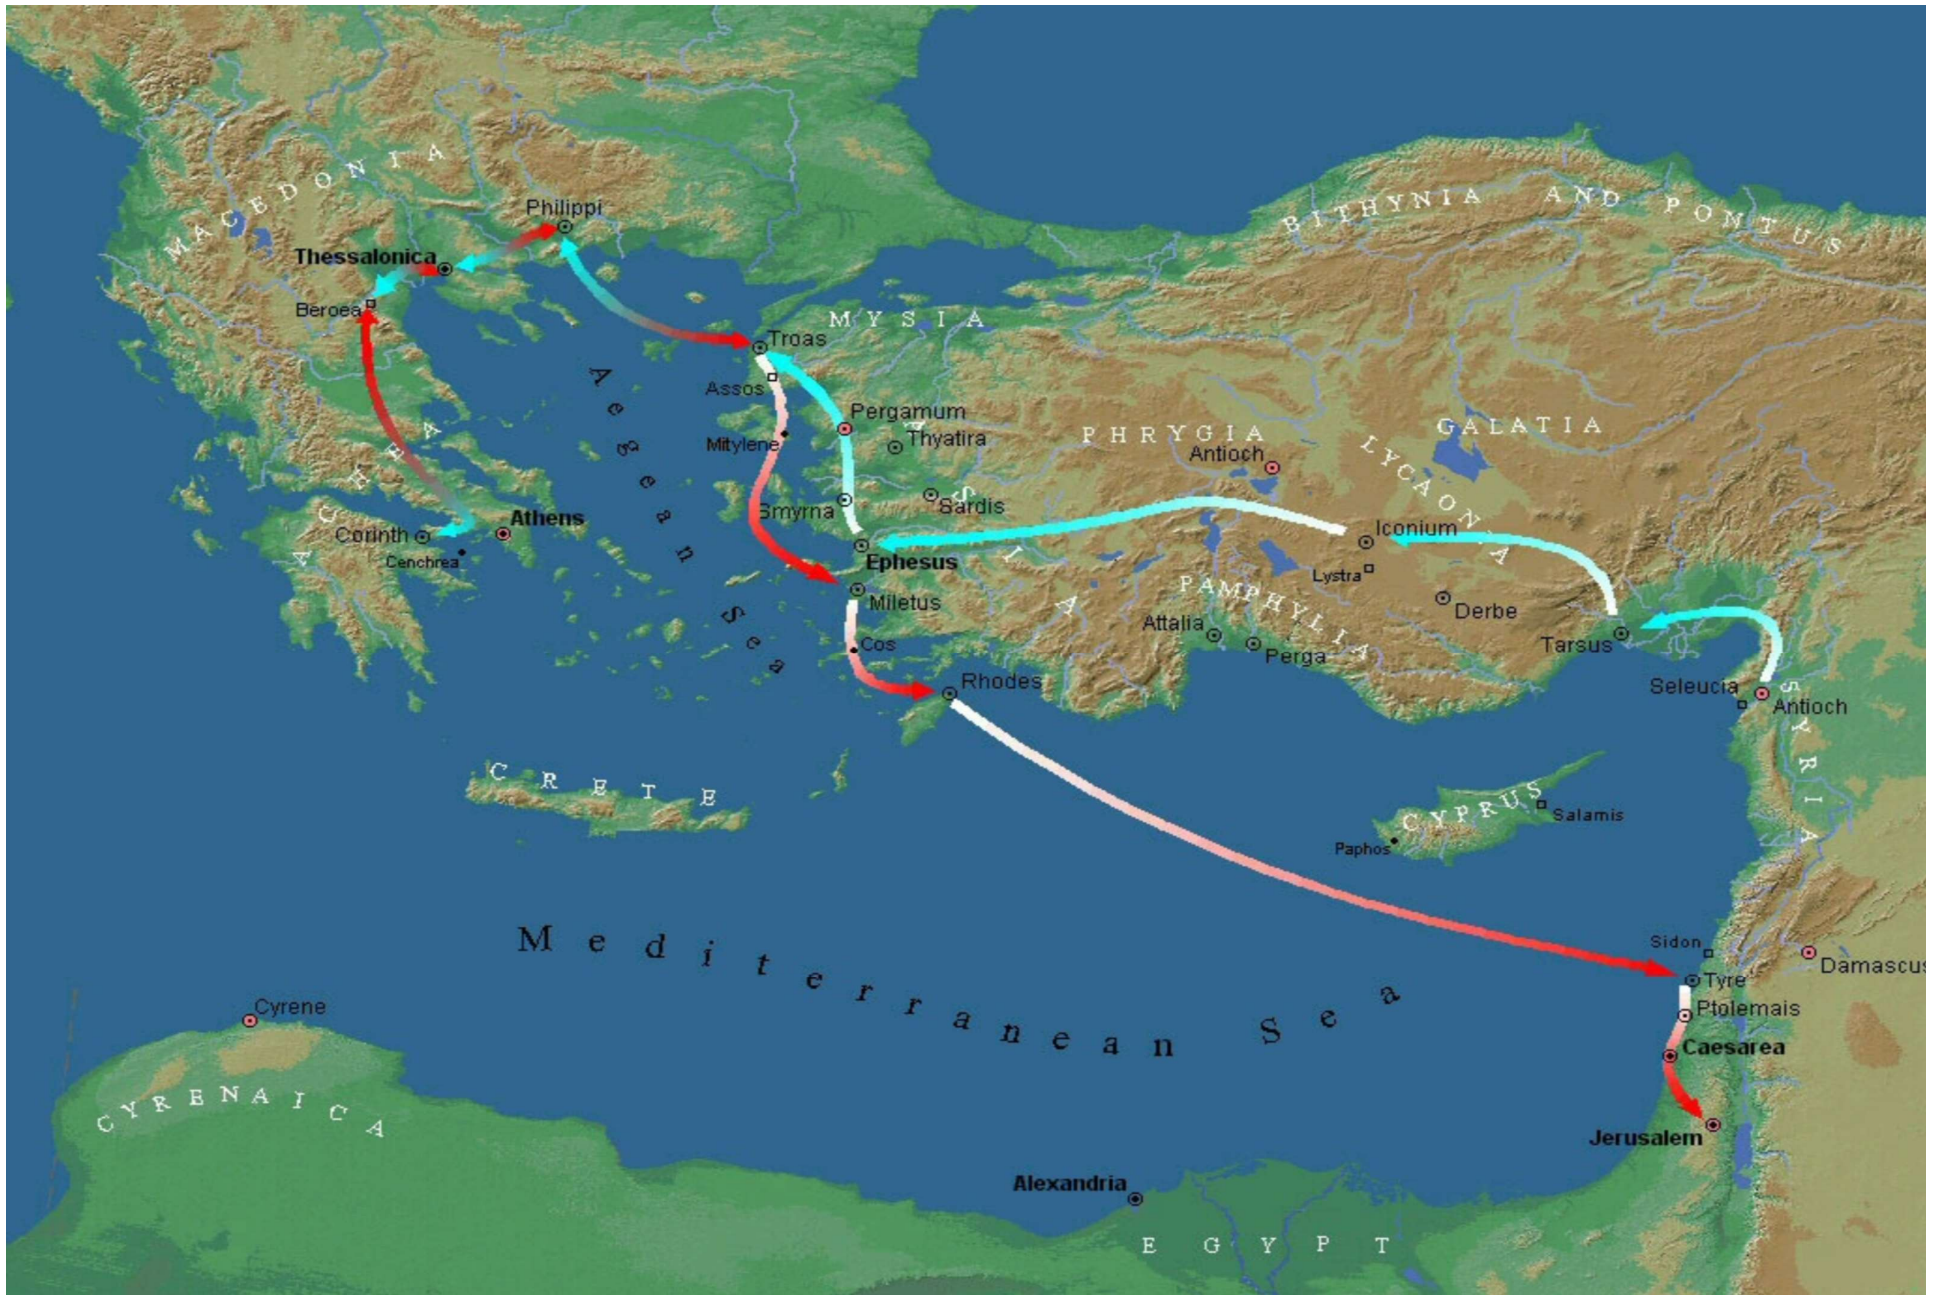 MACEDONIA
Philippi
Thessalonica
Beroea
BITHYNIA AND PONTUS
MYSIA
Troas
Assos
Aegean Sea
Pergamum
Mitylene
Thyatira
PHRYGIA
Antioch
GALATIA
LYCAONIA
ACHEA
Smyrna
Sardis
ASIA
Corinth
Athens
Cenchrea
Iconium
Ephesus
Lystra
Miletus
PAMPHYLIA
Derbe
Attalia
Perga
Tarsus
Cos
Rhodes
Seleucia
Antioch
SYRIA
CRETE
CYPRUS
Salamis
Paphos
Mediterranean Sea
Sidon
Damascus
Tyre
Cyrene
Ptolemais
Caesarea
CYRENAICA
Jerusalem
Alexandria
EGYPT